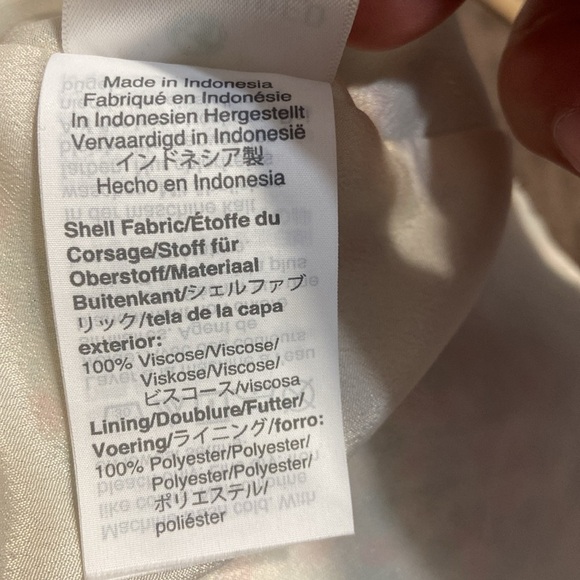 Made in Indonesia
Fabriqué en Indonésie
In Indonesien Hergestellt
Vervaardigd in Indonesië
インドネシア製
Hecho en Indonesia
Shell Fabric/Étoffe du
Corsage/Stoff für
Oberstoff/Materiaal
Buitenkant/シェルファブ
リック/tela de la capa
exterior:
100% Viscose/Viscose/
Viskose/Viscose/
ビスコース/viscosa
Lining/Doublure/Futter/
Voering/ライニング/forro:
100% Polyester/Polyester/
Polyester/Polyester/
ポリエステル/
poliéster